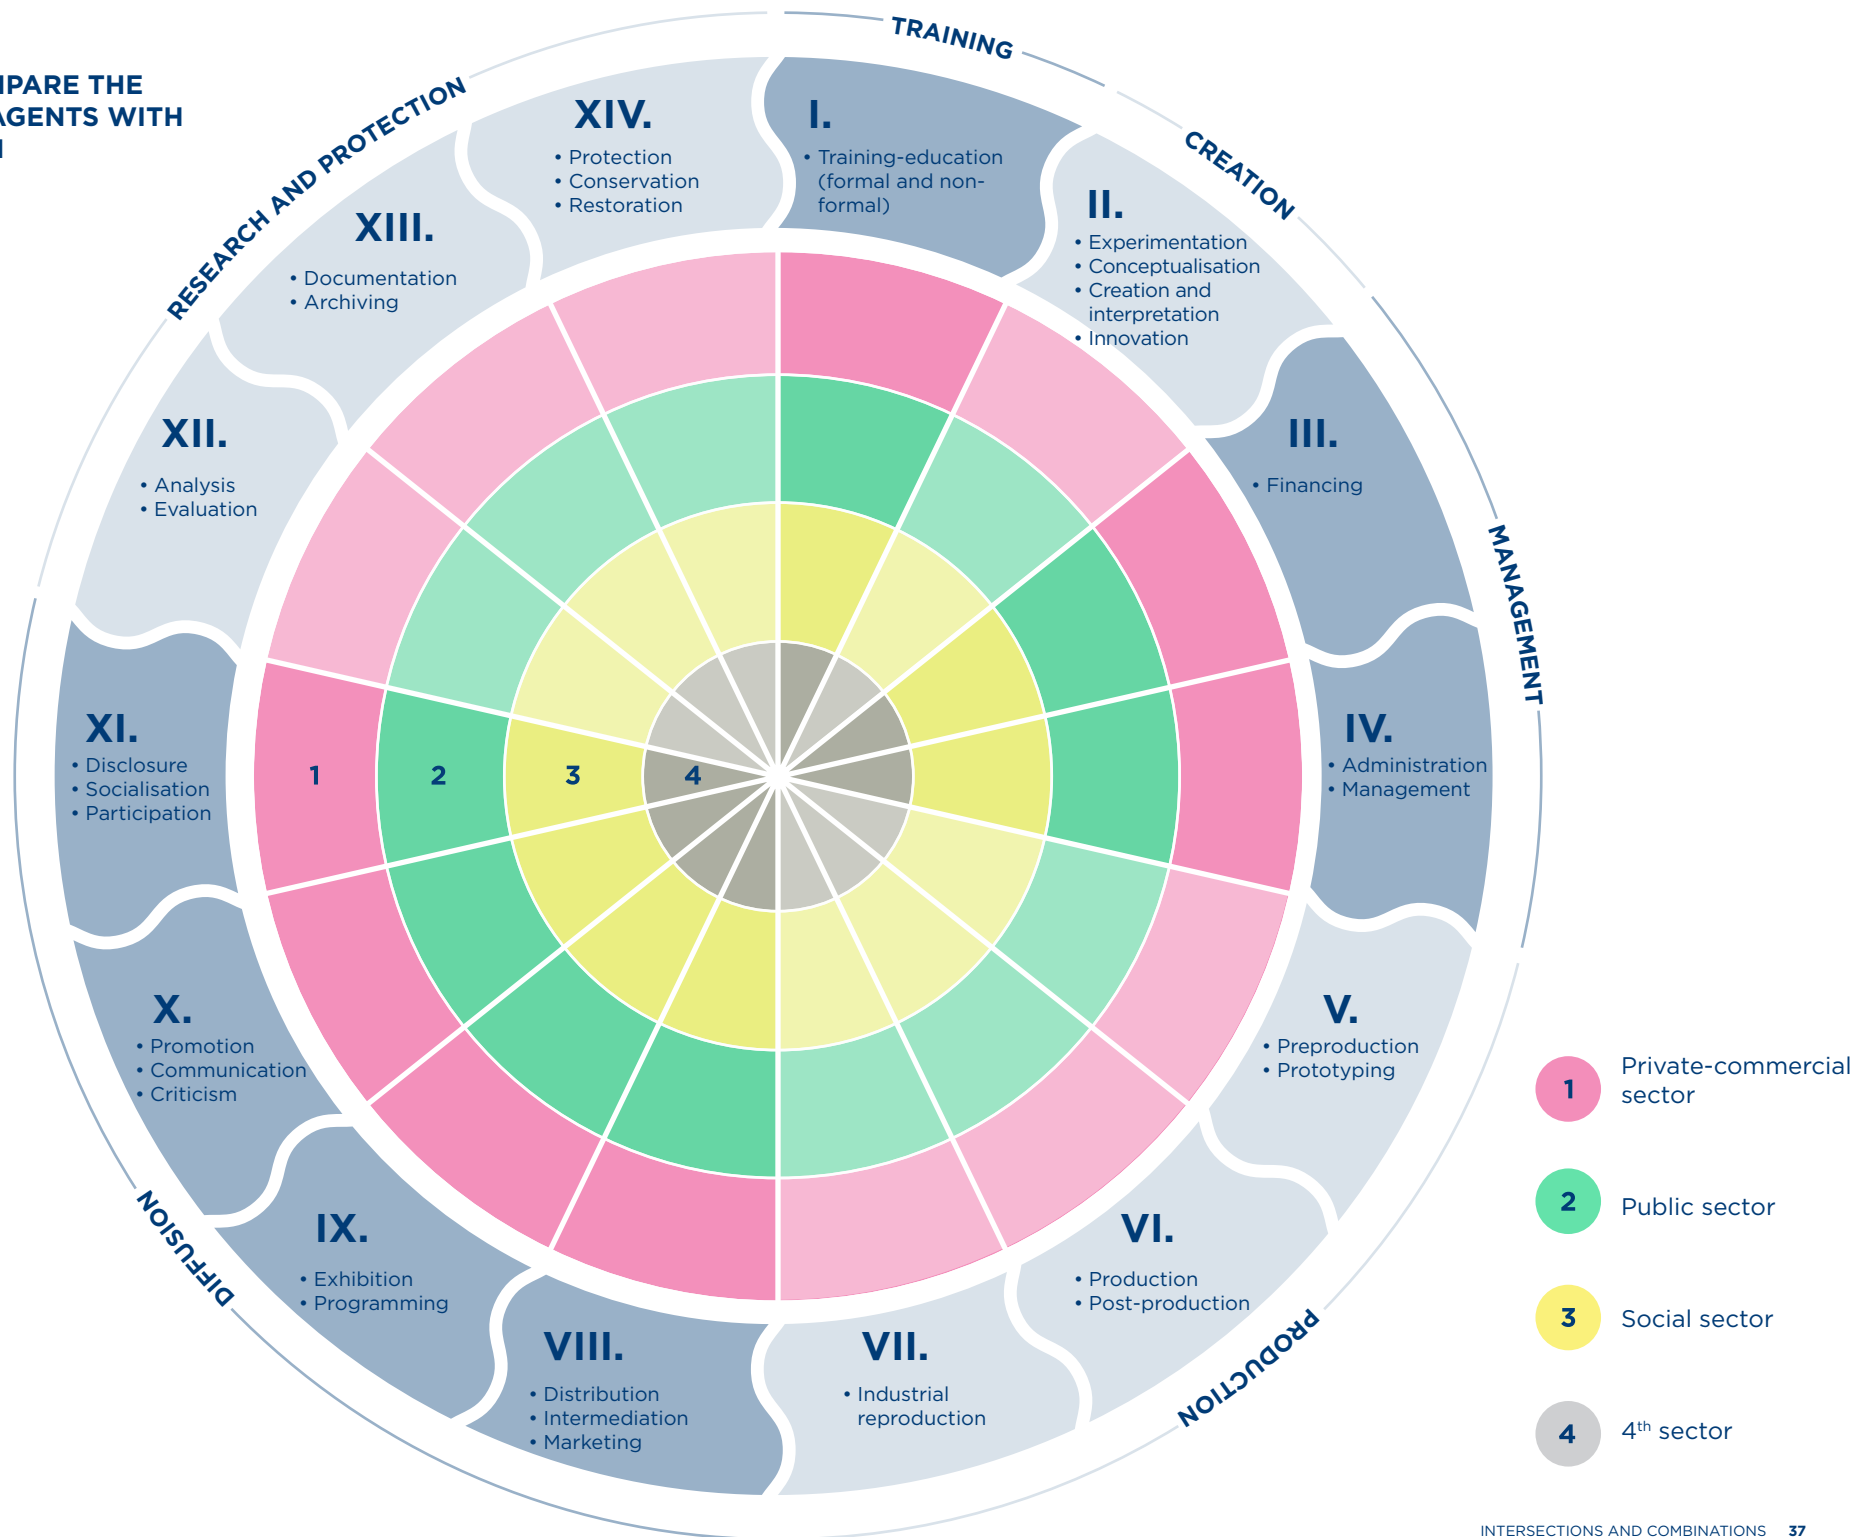 THE
WITH
TRAINING
CREATION
MANAGEMENT
PRODUCTION
DIFFUSION
RESEARCH AND PROTECTION
I.
• Training-education
(formal and non-
formal)
II.
• Experimentation
• Conceptualisation
• Creation and
interpretation
• Innovation
III.
• Financing
IV.
• Administration
• Management
V.
• Preproduction
• Prototyping
VI.
• Production
• Post-production
VII.
• Industrial
reproduction
VIII.
• Distribution
• Intermediation
• Marketing
IX.
• Exhibition
• Programming
X.
• Promotion
• Communication
• Criticism
XI.
• Disclosure
• Socialisation
• Participation
XII.
• Analysis
• Evaluation
XIII.
• Documentation
• Archiving
XIV.
• Protection
• Conservation
• Restoration
1 2 3 4
1 Private-commercial
sector
2 Public sector
3 Social sector
4 4th sector
INTERSECTIONS AND COMBINATIONS 37